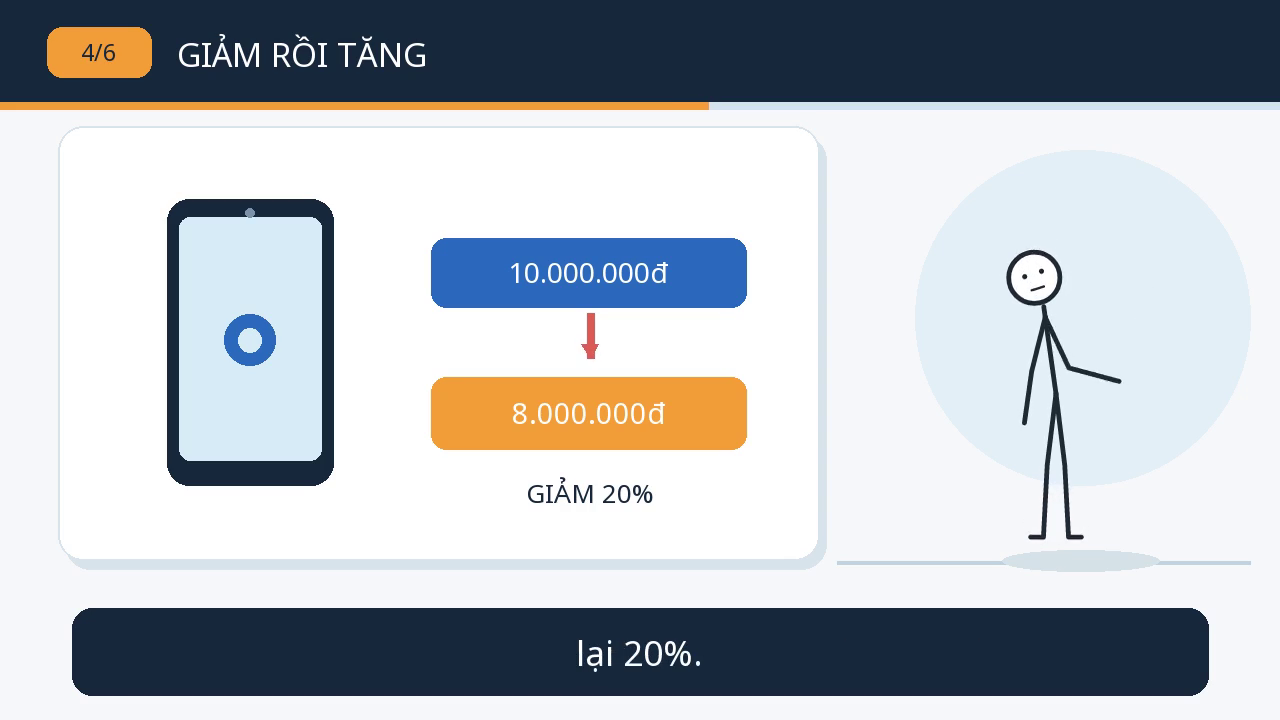 4/6
GIẢM RỒI TĂNG
10.000.000đ
8.000.000đ
GIẢM 20%
lại 20%.